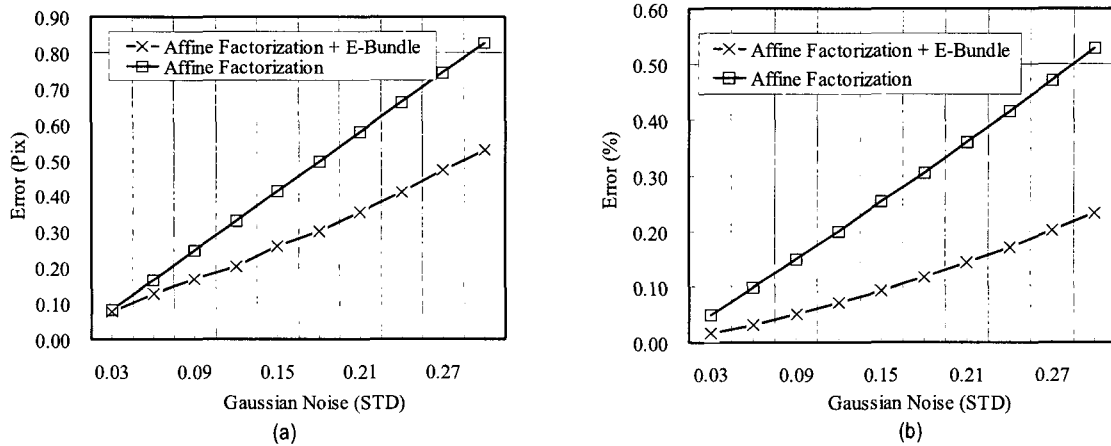 0.90
0.80
0.70
0.60
0.50
0.40
0.30
0.20
0.10
0.00
Error (Pix)
Affine Factorization + E-Bundle
Affine Factorization
0.03 0.09 0.15 0.21 0.27
Gaussian Noise (STD)
(a)
0.60
0.50
0.40
0.30
0.20
0.10
0.00
Error (%)
Affine Factorization + E-Bundle
Affine Factorization
0.03 0.09 0.15 0.21 0.27
Gaussian Noise (STD)
(b)